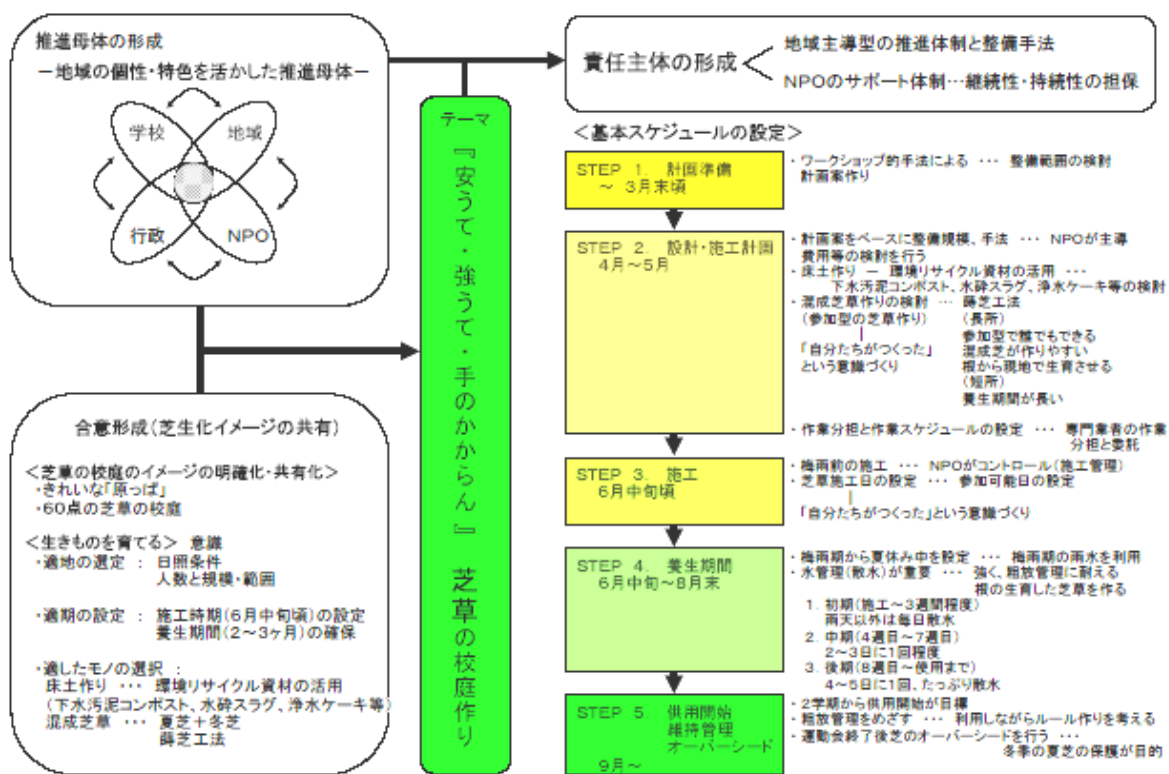 推進母体の形成
－地域の個性・特色を活かした推進母体－
学校
地域
行政
NPO
合意形成(芝生化イメージの共有)
＜芝草の校庭のイメージの明確化・共有化＞
・きれいな「原っぱ」
・60点の芝草の校庭
＜生きものを育てる＞ 意識
・適地の選定 ： 日照条件
人数と規模・範囲
・適期の設定 ： 施工時期(6月中旬頃)の設定
養生期間(2～3ヶ月)の確保
・適したモノの選択 ：
床土作り … 環境リサイクル資材の活用
(下水汚泥コンポスト、水砕スラグ、浄水ケーキ等)
混成芝草 … 夏芝＋冬芝
蒔芝工法
テーマ
『安うて・強うて・手のかからん』 芝草の校庭作り
責任主体の形成
地域主導型の推進体制と整備手法
NPOのサポート体制…継続性・持続性の担保
＜基本スケジュールの設定＞
STEP 1. 計画準備
～ 3月末頃
・ワークショップ的手法による … 整備範囲の検討
計画案作り
STEP 2. 設計・施工計画
4月～5月
・計画案をベースに整備規模、手法 … NPOが主導
費用等の検討を行う
・床土作り － 環境リサイクル資材の活用 …
下水汚泥コンポスト、水砕スラグ、浄水ケーキ等の検討
・混成芝草作りの検討 … 蒔芝工法
(参加型の芝草作り) (長所)
参加型で誰でもできる
「自分たちがつくった」 混成芝が作りやすい
という意識づくり 根から現地で生育させる
(短所)
養生期間が長い
・作業分担と作業スケジュールの設定 … 専門業者の作業
分担と委託
STEP 3. 施工
6月中旬頃
・梅雨前の施工 … NPOがコントロール(施工管理)
・芝草施工日の設定 … 参加可能日の設定
「自分たちがつくった」という意識づくり
STEP 4. 養生期間
6月中旬～8月末
・梅雨期から夏休み中を設定 … 梅雨期の雨水を利用
・水管理(散水)が重要 … 強く、粗放管理に耐える
根の生育した芝草を作る
1. 初期(施工～3週間程度)
雨天以外は毎日散水
2. 中期(4週目～7週目)
2～3日に1回程度
3. 後期(8週目～使用まで)
4～5日に1回、たっぷり散水
STEP 5. 供用開始
維持管理
オーバーシード
9月～
・2学期から供用開始が目標
・粗放管理をめざす … 利用しながらルール作りを考える
・運動会終了後芝のオーバーシードを行う …
冬季の夏芝の保護が目的